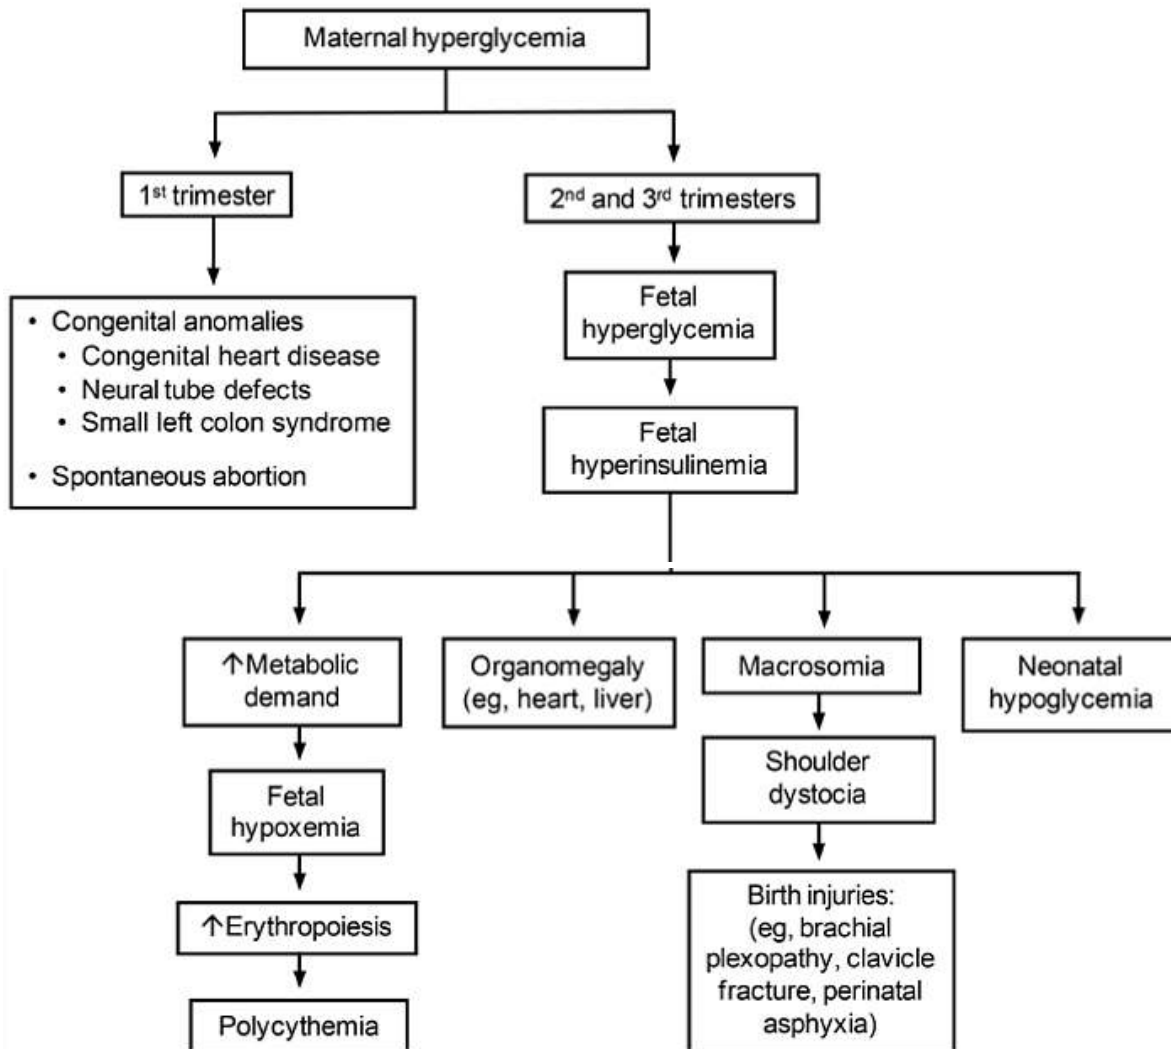 Maternal hyperglycemia
1st trimester
2nd and 3rd trimesters
• Congenital anomalies
• Congenital heart disease
• Neural tube defects
• Small left colon syndrome
• Spontaneous abortion
Fetal
hyperglycemia
Fetal
hyperinsulinemia
↑Metabolic
demand
Organomegaly
(eg, heart, liver)
Macrosomia
Neonatal
hypoglycemia
Fetal
hypoxemia
Shoulder
dystocia
↑Erythropoiesis
Polycythemia
Birth injuries:
(eg, brachial
plexopathy, clavicle
fracture, perinatal
asphyxia)